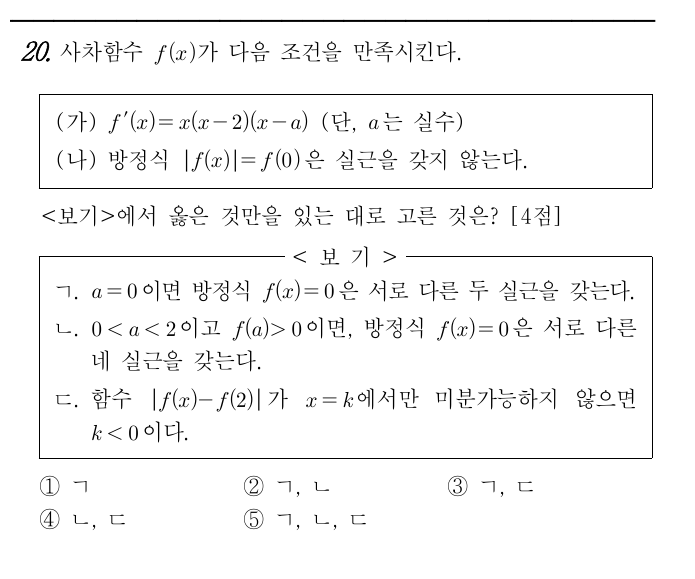 20. 사차함수 f(x)가 다음 조건을 만족시킨다.
(가) f′(x)=x(x−2)(x−a) (단, a는 실수)
(나) 방정식 |f(x)|=f(0)은 실근을 갖지 않는다.
<보기>에서 옳은 것만을 있는 대로 고른 것은? [4점]
< 보 기 >
ㄱ. a=0이면 방정식 f(x)=0은 서로 다른 두 실근을 갖는다.
ㄴ. 0<a<2이고 f(a)>0이면, 방정식 f(x)=0은 서로 다른
네 실근을 갖는다.
ㄷ. 함수 |f(x)−f(2)|가 x=k에서만 미분가능하지 않으면
k<0이다.
① ㄱ ② ㄱ, ㄴ ③ ㄱ, ㄷ
④ ㄴ, ㄷ ⑤ ㄱ, ㄴ, ㄷ